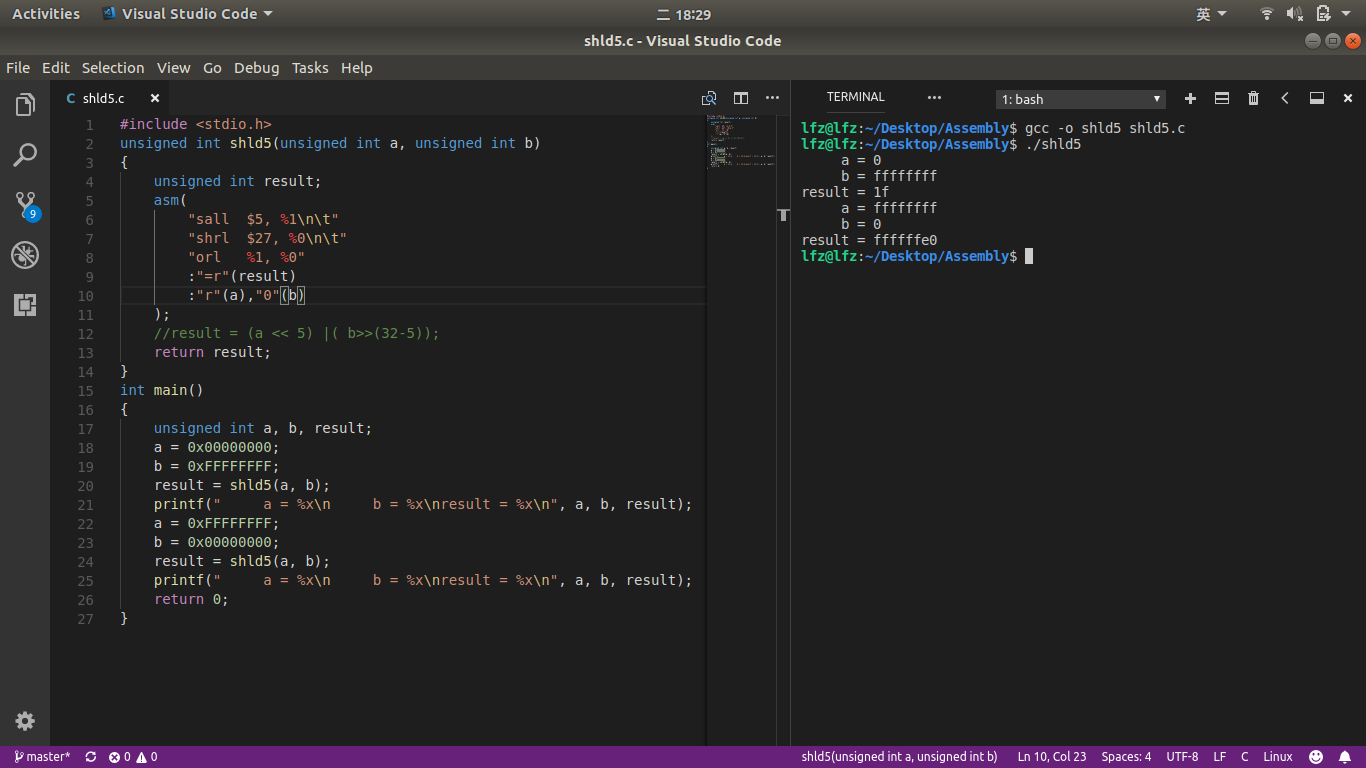 Activities Visual Studio Code 二 18:29 英
shld5.c - Visual Studio Code
File Edit Selection View Go Debug Tasks Help
C shld5.c
1 #include <stdio.h>
2 unsigned int shld5(unsigned int a, unsigned int b)
3 {
4     unsigned int result;
5     asm(
6         "sall  $5, %1\n\t"
7         "shrl  $27, %0\n\t"
8         "orl   %1, %0"
9         :"=r"(result)
10         :"r"(a),"0"(b)
11     );
12     //result = (a << 5) |( b>>(32-5));
13     return result;
14 }
15 int main()
16 {
17     unsigned int a, b, result;
18     a = 0x00000000;
19     b = 0xFFFFFFFF;
20     result = shld5(a, b);
21     printf("     a = %x\n     b = %x\nresult = %x\n", a, b, result);
22     a = 0xFFFFFFFF;
23     b = 0x00000000;
24     result = shld5(a, b);
25     printf("     a = %x\n     b = %x\nresult = %x\n", a, b, result);
26     return 0;
27 }
9
TERMINAL ••• 1: bash
lfz@lfz:~/Desktop/Assembly$ gcc -o shld5 shld5.c
lfz@lfz:~/Desktop/Assembly$ ./shld5
     a = 0
     b = ffffffff
result = 1f
     a = ffffffff
     b = 0
result = ffffffe0
lfz@lfz:~/Desktop/Assembly$
master* 0 0 shld5(unsigned int a, unsigned int b) Ln 10, Col 23 Spaces: 4 UTF-8 LF C Linux